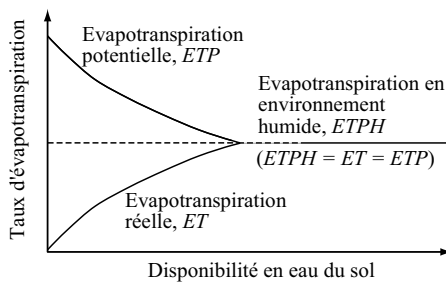 Evapotranspiration
potentielle, ETP
Evapotranspiration en
environnement
humide, ETPH
(ETPH = ET = ETP)
Evapotranspiration
réelle, ET
Taux d'évapotranspiration
Disponibilité en eau du sol